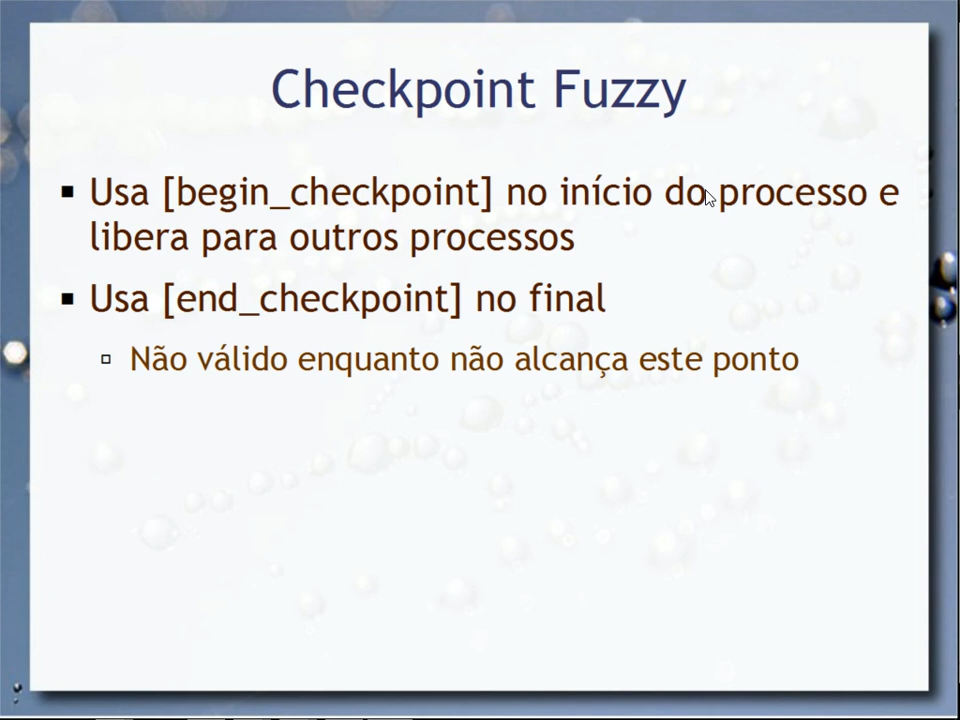 Checkpoint Fuzzy
Usa [begin_checkpoint] no início do processo e
libera para outros processos
Usa [end_checkpoint] no final
Não válido enquanto não alcança este ponto